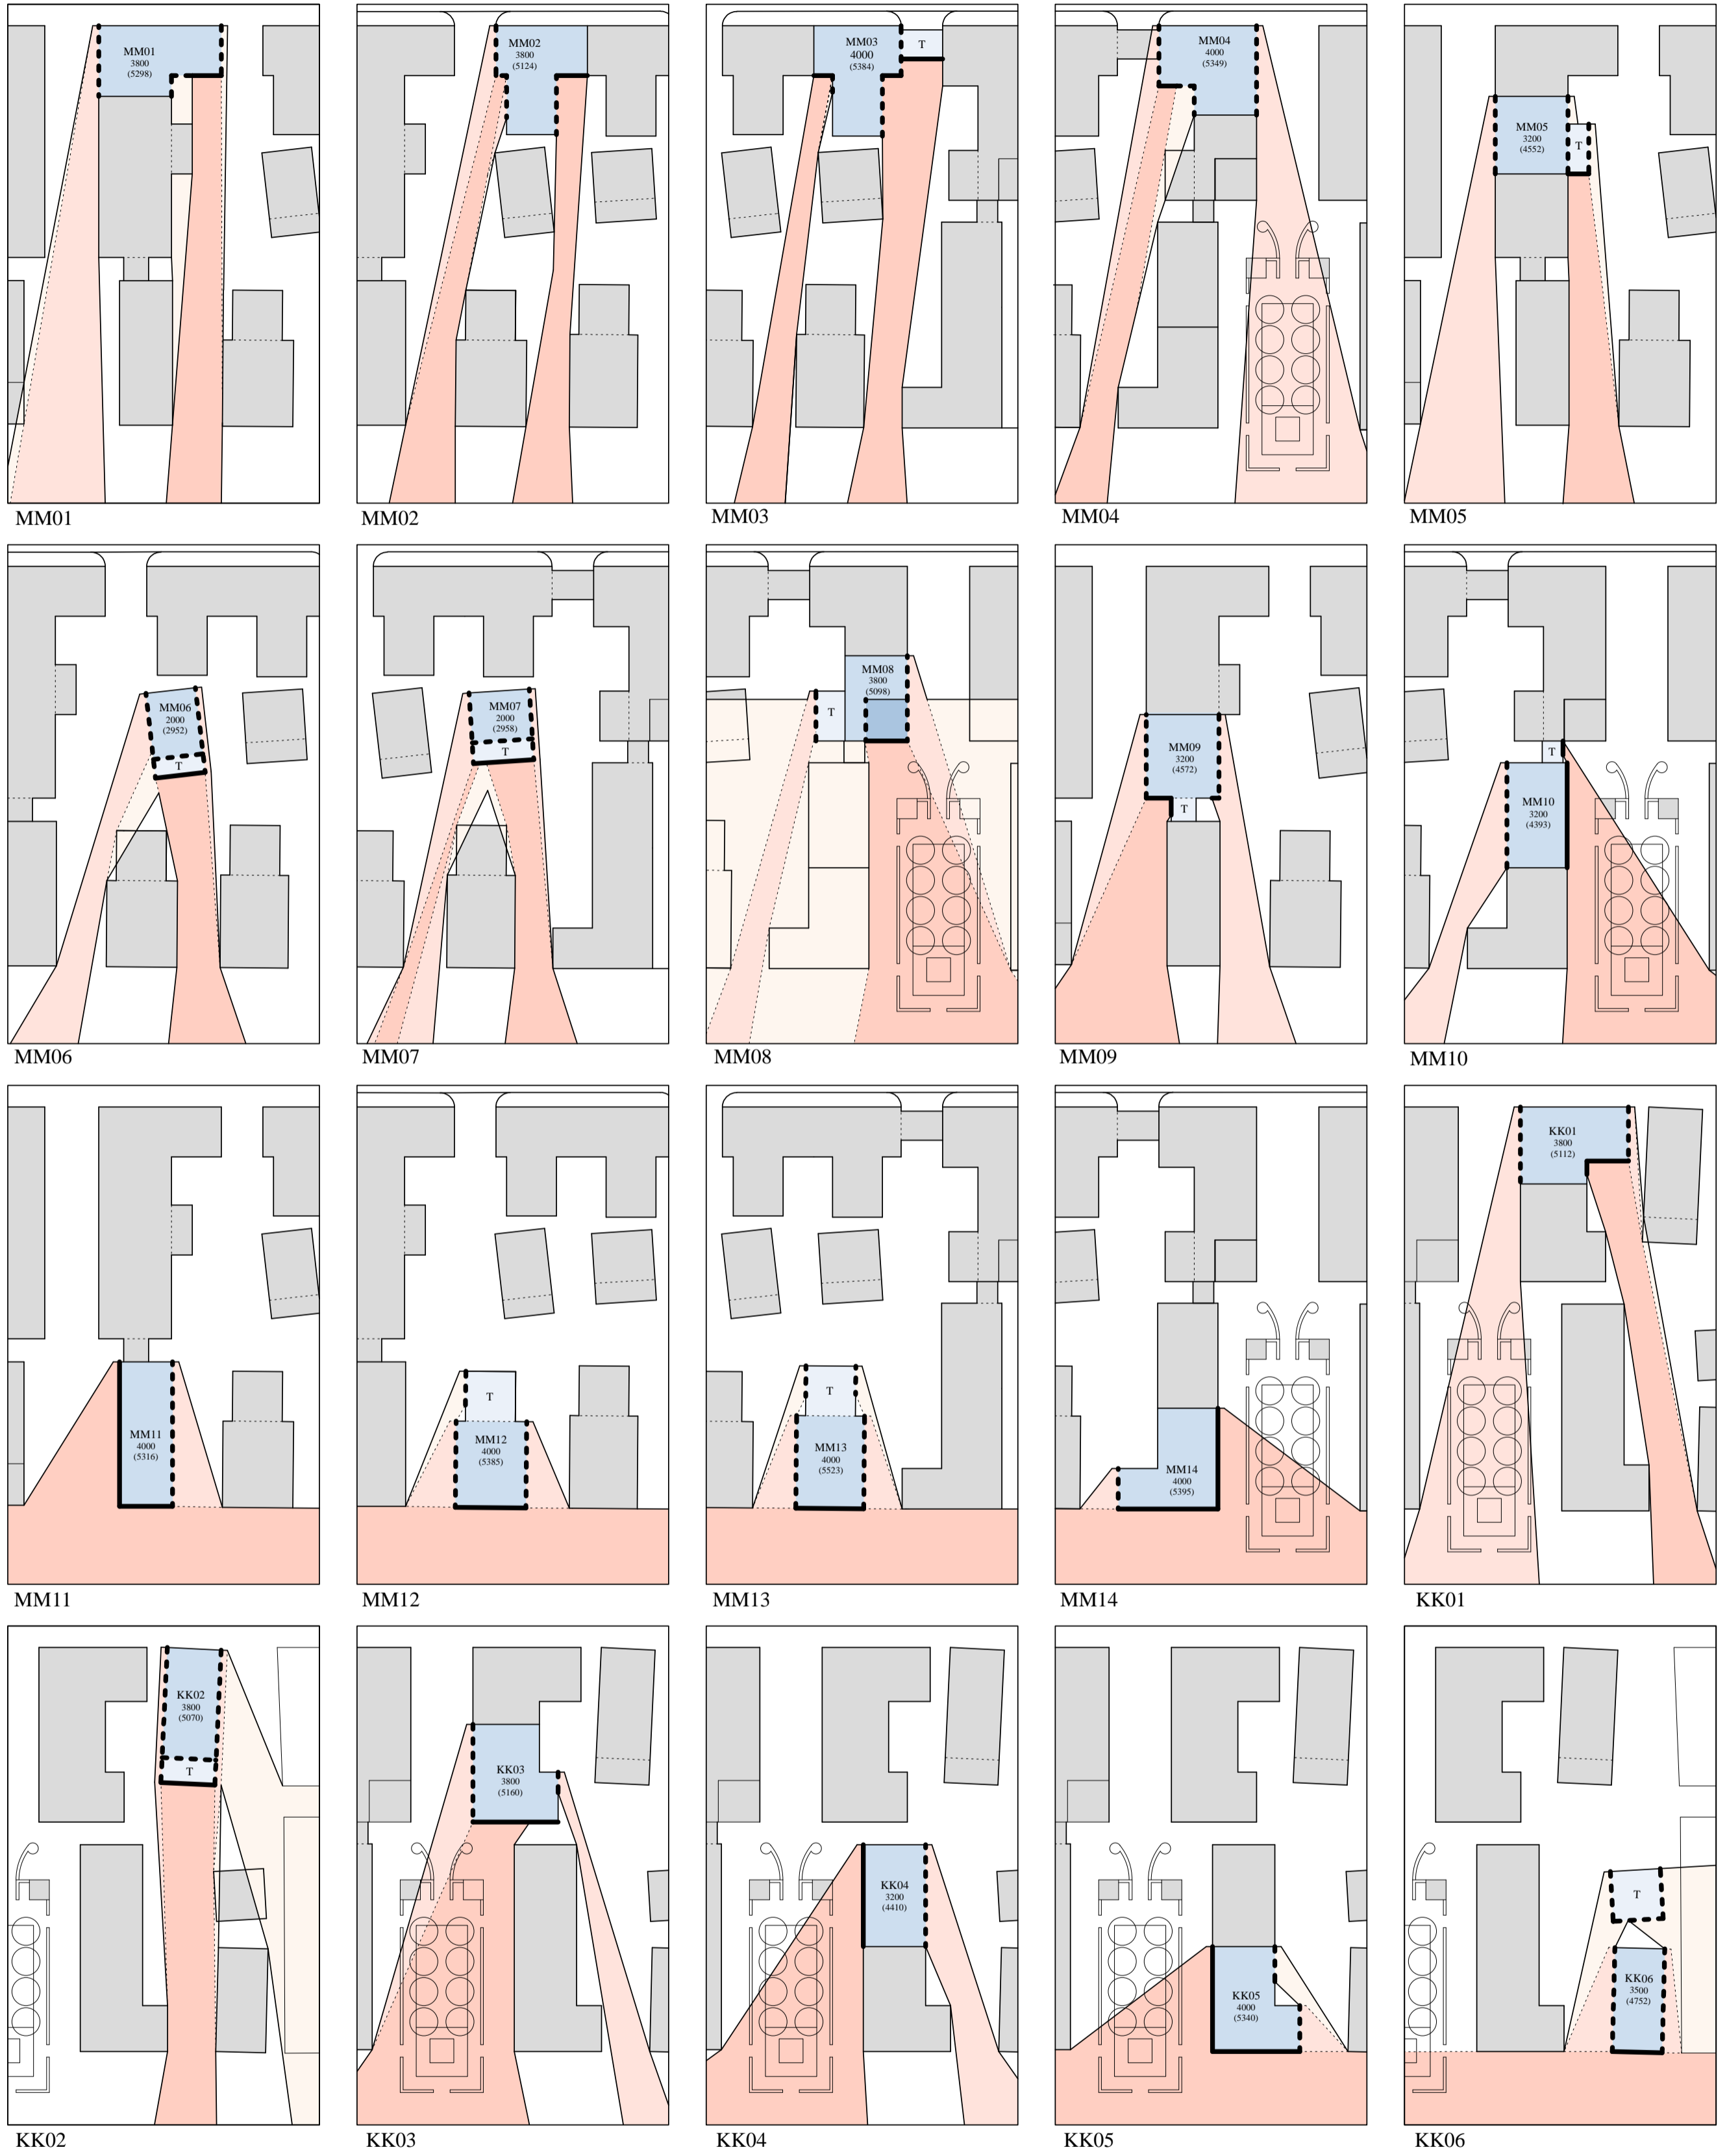 MM01
3800
(5298)
MM01
MM02
3800
(5124)
MM02
MM03
4000
(5384)
T
MM03
MM04
4000
(5349)
MM04
MM05
3200
(4552)
T
MM05
MM06
2000
(2952)
T
MM06
MM07
2000
(2958)
T
MM07
MM08
3800
(5098)
T
MM08
MM09
3200
(4572)
T
MM09
T
MM10
3200
(4393)
MM10
MM11
4000
(5316)
MM11
T
MM12
4000
(5385)
MM12
T
MM13
4000
(5523)
MM13
MM14
4000
(5395)
MM14
KK01
3800
(5112)
KK01
KK02
3800
(5070)
T
KK02
KK03
3800
(5160)
KK03
KK04
3200
(4410)
KK04
KK05
4000
(5340)
KK05
T
KK06
3500
(4752)
KK06